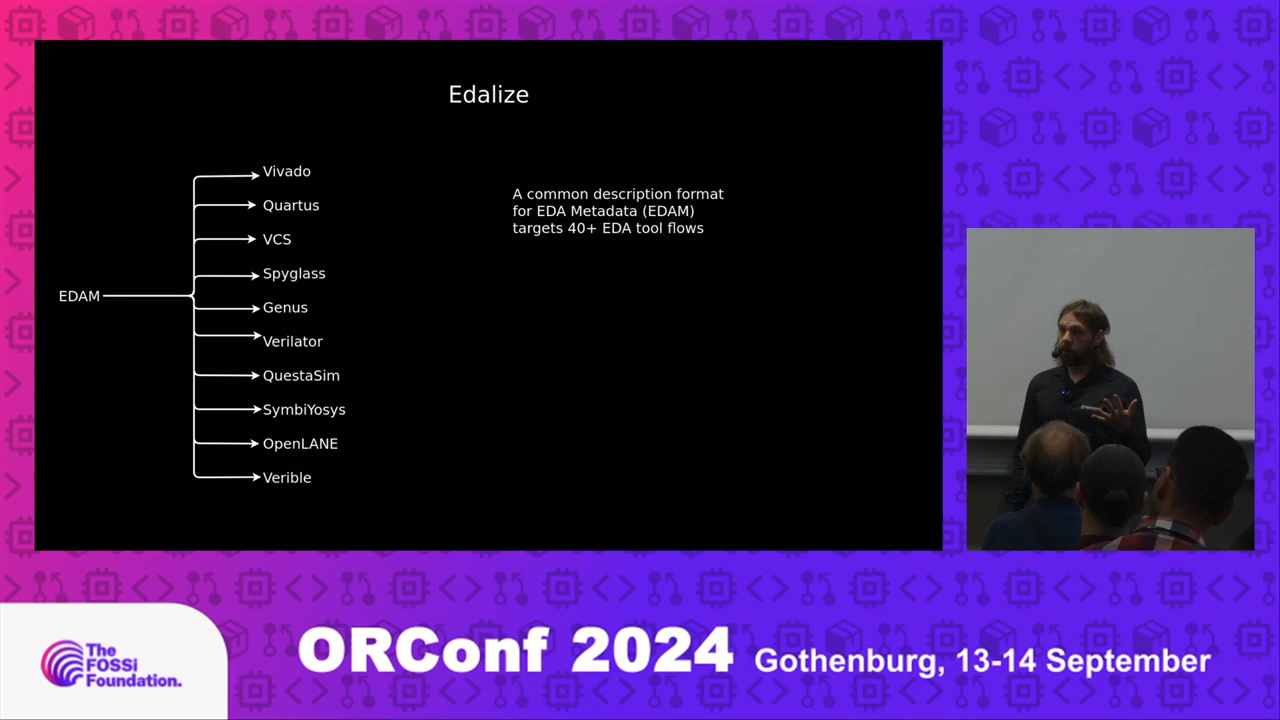 Edalize
EDAM
Vivado
Quartus
VCS
Spyglass
Genus
Verilator
QuestaSim
SymbiYosys
OpenLANE
Verible
A common description format
for EDA Metadata (EDAM)
targets 40+ EDA tool flows
The
FOSSi
Foundation.
ORConf 2024 Gothenburg, 13-14 September